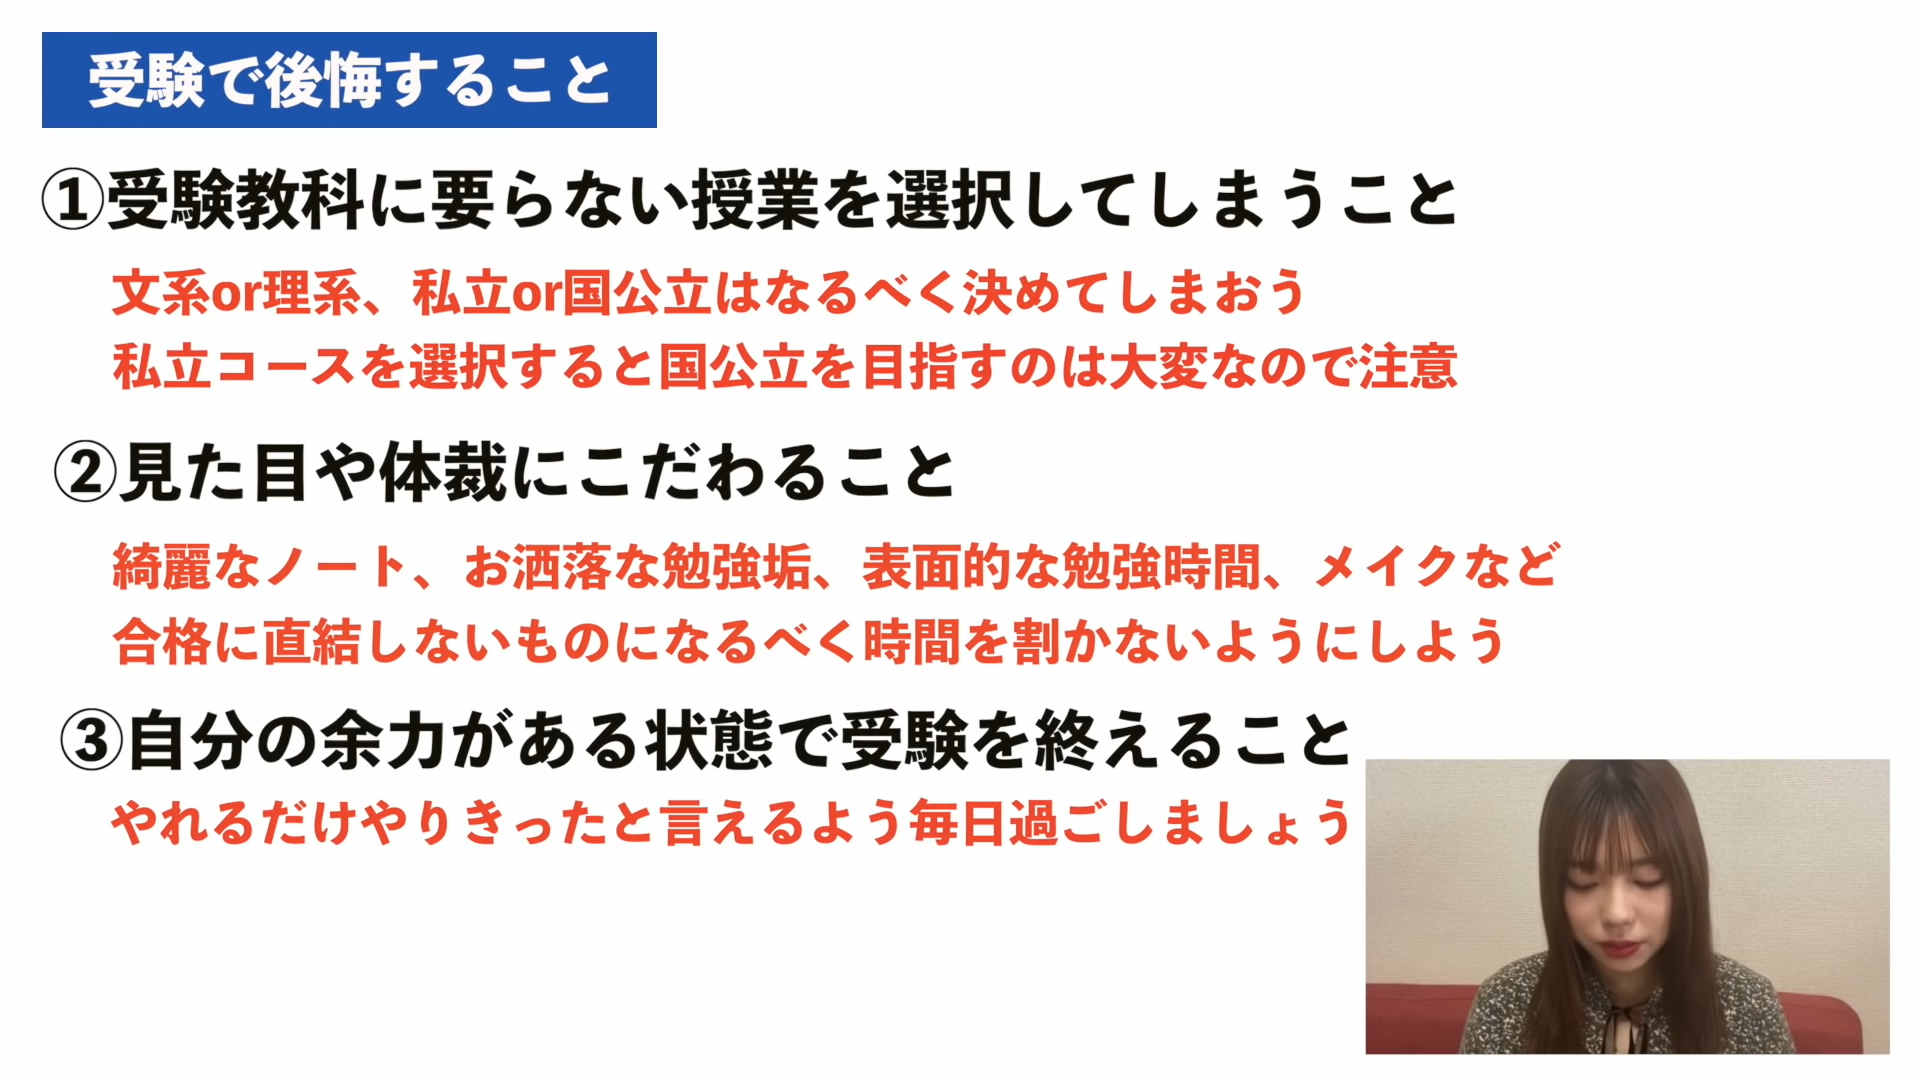 受験で後悔すること
①受験教科に要らない授業を選択してしまうこと
文系or理系、私立or国公立はなるべく決めてしまおう
私立コースを選択すると国公立を目指すのは大変なので注意
②見た目や体裁にこだわること
綺麗なノート、お洒落な勉強垢、表面的な勉強時間、メイクなど
合格に直結しないものになるべく時間を割かないようにしよう
③自分の余力がある状態で受験を終えること
やれるだけやりきったと言えるよう毎日過ごしましょう